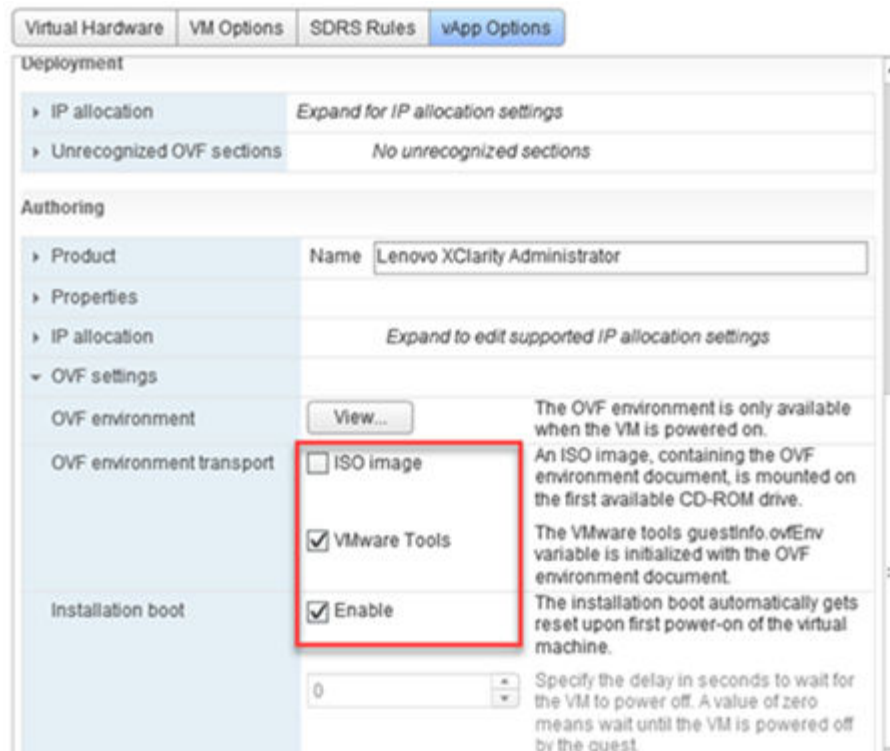 Virtual Hardware VM Options SDRS Rules vApp Options
Deployment
IP allocation Expand for IP allocation settings
Unrecognized OVF sections No unrecognized sections
Authoring
Product Name Lenovo XClarity Administrator
Properties
IP allocation Expand to edit supported IP allocation settings
OVF settings
OVF environment View... The OVF environment is only available
when the VM is powered on.
OVF environment transport ISO image An ISO image, containing the OVF
environment document, is mounted on
the first available CD-ROM drive.
VMware Tools The VMware tools guestInfo.ovfEnv
variable is initialized with the OVF
environment document.
Installation boot Enable The installation boot automatically gets
reset upon first power-on of the virtual
machine.
0 Specify the delay in seconds to wait for
the VM to power off. A value of zero
means wait until the VM is powered off
by the guest.